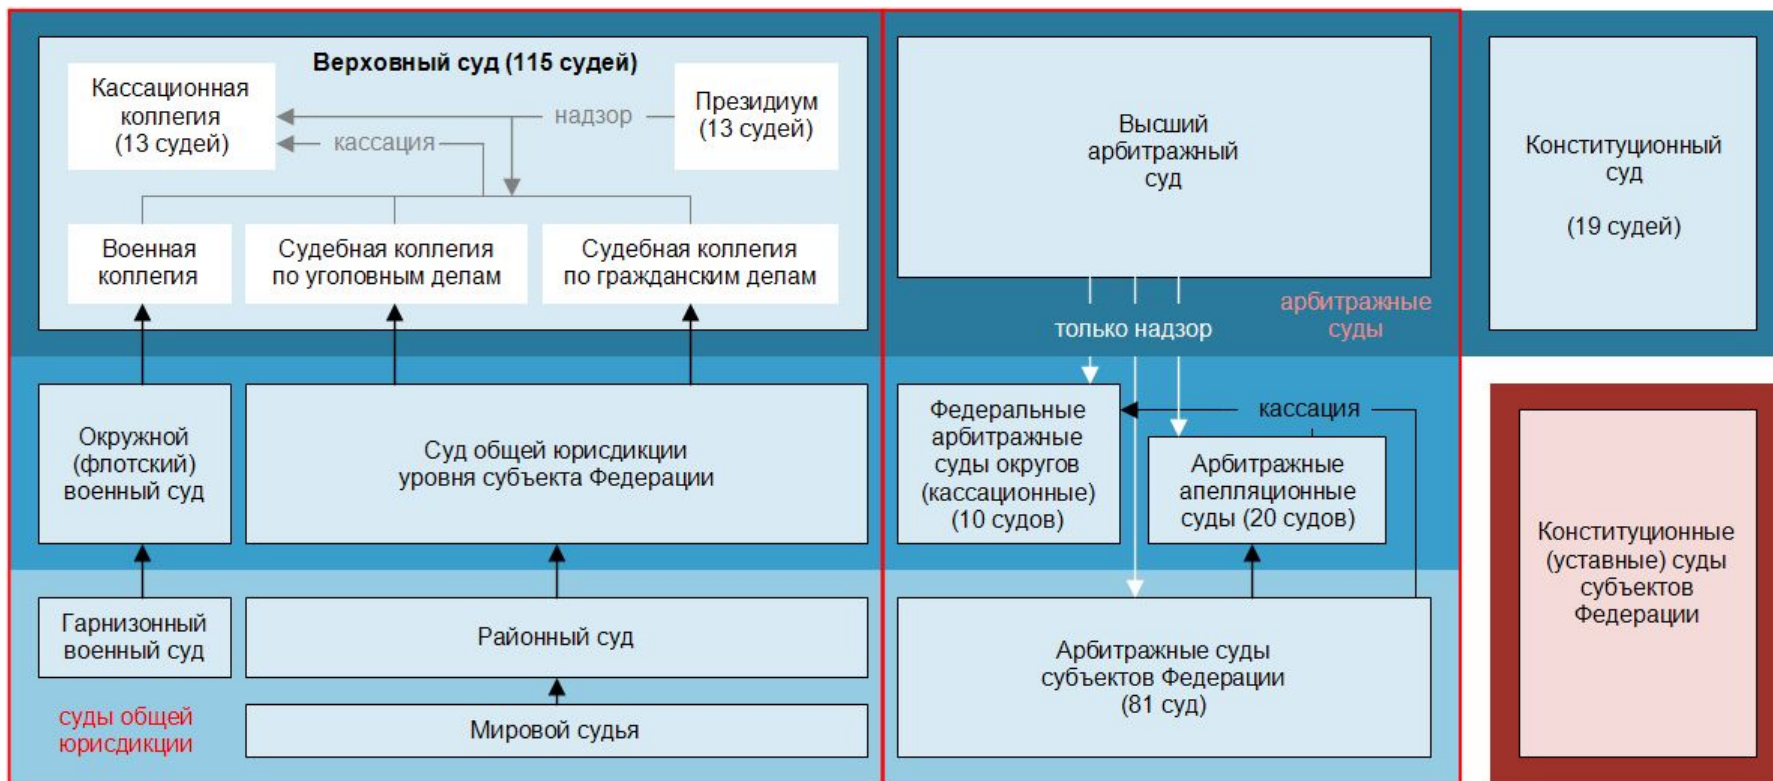 Верховный суд (115 судей)
Кассационная
коллегия
(13 судей)
надзор
кассация
Президиум
(13 судей)
Военная
коллегия
Судебная коллегия
по уголовным делам
Судебная коллегия
по гражданским делам
Окружной
(флотский)
военный суд
Суд общей юрисдикции
уровня субъекта Федерации
Гарнизонный
военный суд
Районный суд
Мировой судья
суды общей
юрисдикции
Высший
арбитражный
суд
арбитражные
суды
только надзор
Федеральные
арбитражные
суды округов
(кассационные)
(10 судов)
кассация
Арбитражные
апелляционные
суды (20 судов)
Арбитражные суды
субъектов Федерации
(81 суд)
Конституционный
суд
(19 судей)
Конституционные
(уставные) суды
субъектов
Федерации